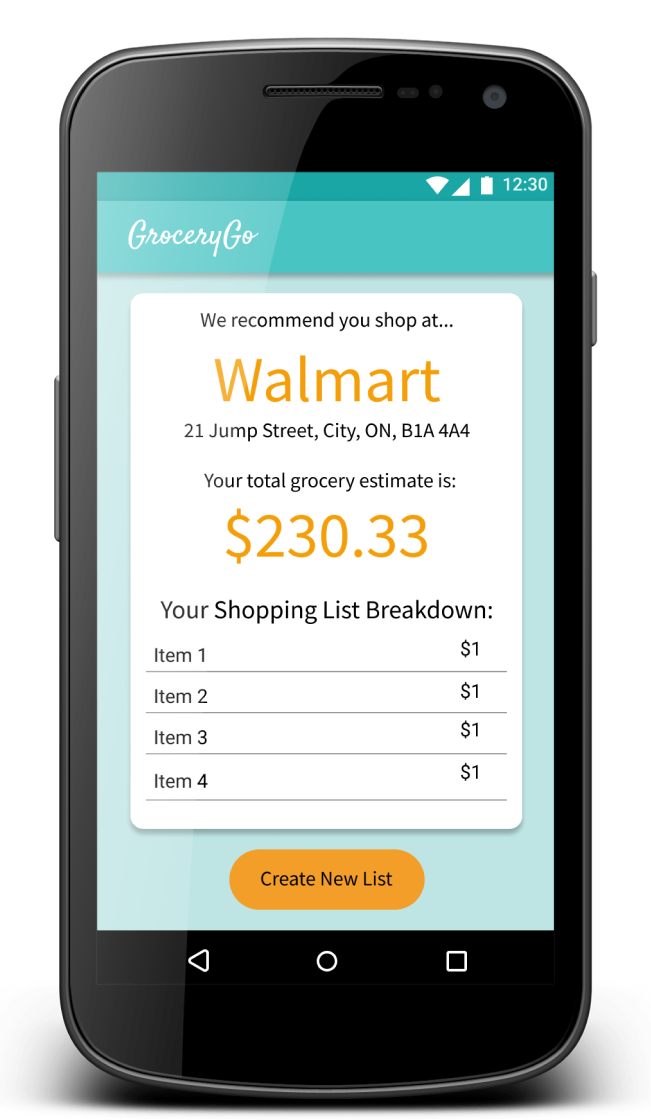 12:30
GroceryGo
We recommend you shop at...
Walmart
21 Jump Street, City, ON, B1A 4A4
Your total grocery estimate is:
$230.33
Your Shopping List Breakdown:
Item 1 $1
Item 2 $1
Item 3 $1
Item 4 $1
Create New List